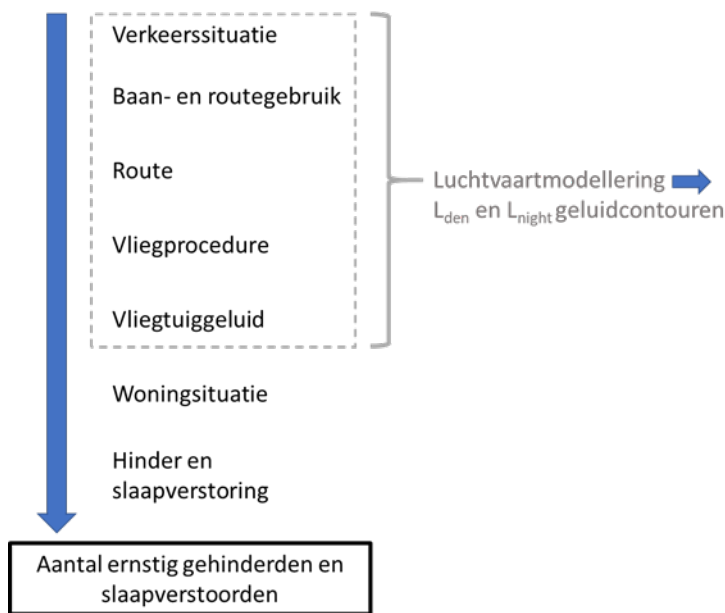 Verkeerssituatie
Baan- en routegebruik
Route
Vliegprocedure
Vliegtuiggeluid
Luchtvaartmodellering
Lden en Lnight geluidcontouren
Woningsituatie
Hinder en
slaapverstoring
Aantal ernstig gehinderden en
slaapverstoorden